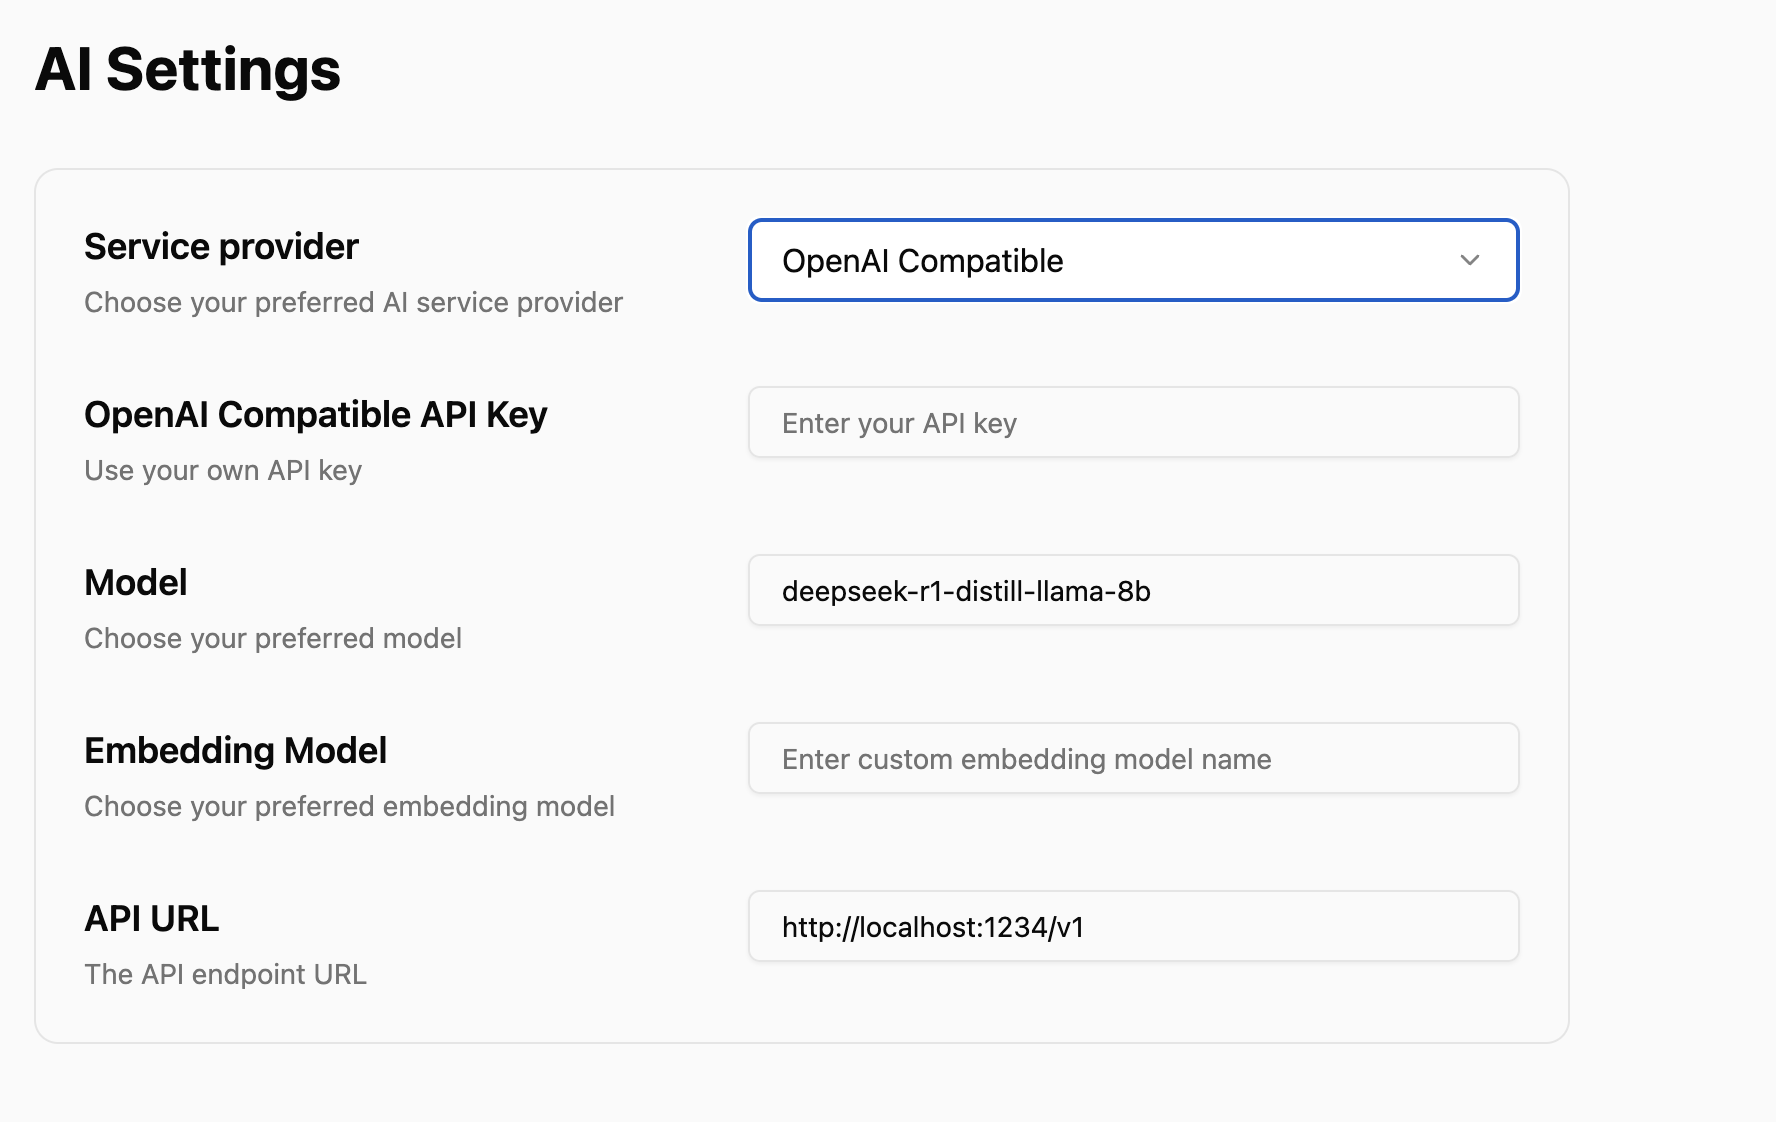 AI Settings
Service provider
Choose your preferred AI service provider
OpenAI Compatible
OpenAI Compatible API Key
Use your own API key
Enter your API key
Model
Choose your preferred model
deepseek-r1-distill-llama-8b
Embedding Model
Choose your preferred embedding model
Enter custom embedding model name
API URL
The API endpoint URL
http://localhost:1234/v1